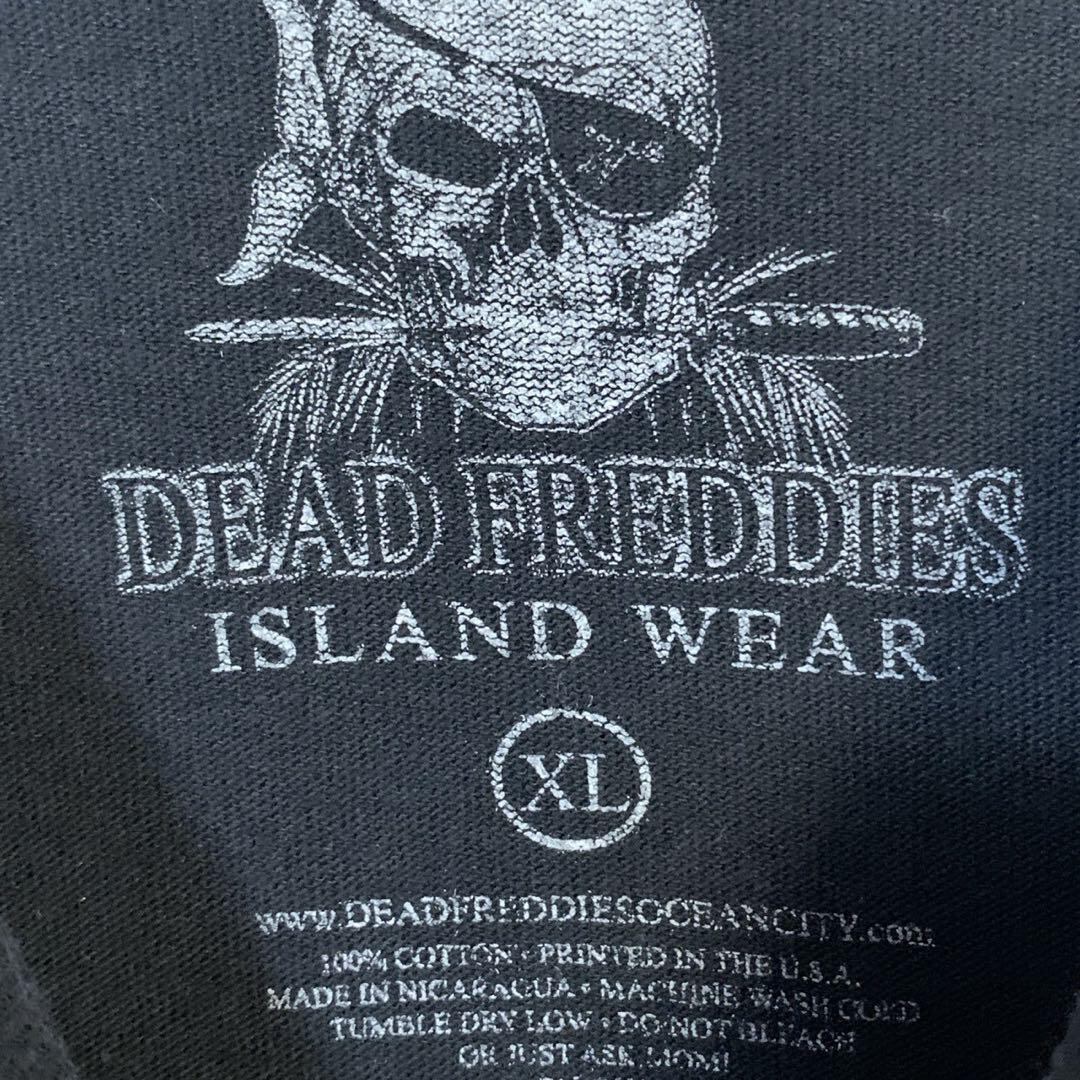 DEAD FREDDIES
ISLAND WEAR
XL
www.DEADFREDDIESOCEANCITY.com
100% COTTON • PRINTED IN THE U.S.A.
MADE IN NICARAGUA • MACHINE WASH COLD
TUMBLE DRY LOW • DO NOT BLEACH
OR JUST ASK MOM!